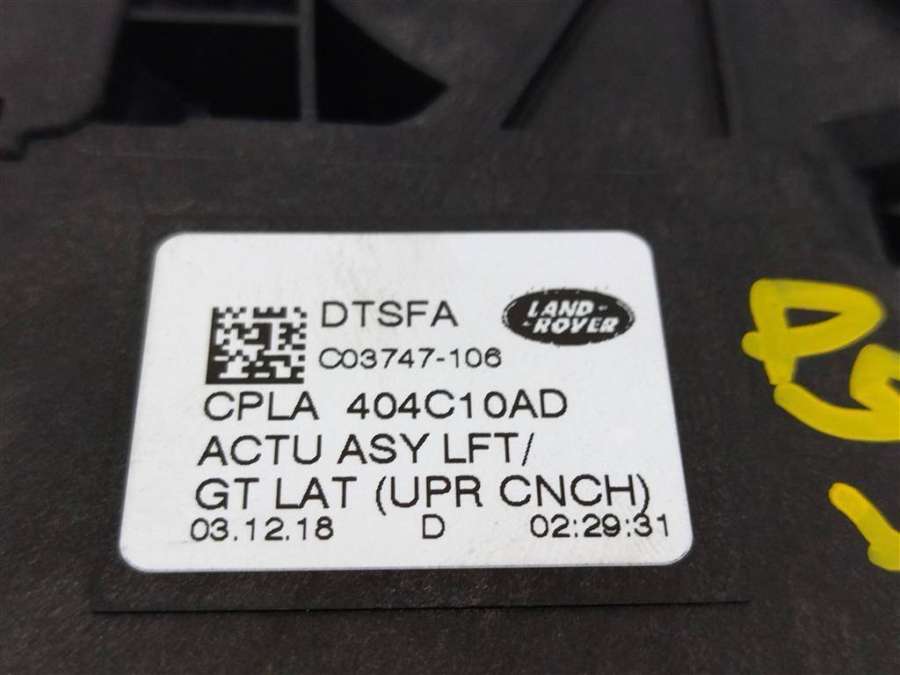 DTSFA
LAND-
-ROVER
C03747-106
CPLA 404C10AD
ACTU ASY LFT/
GT LAT (UPR CNCH)
03.12.18 D 02:29:31